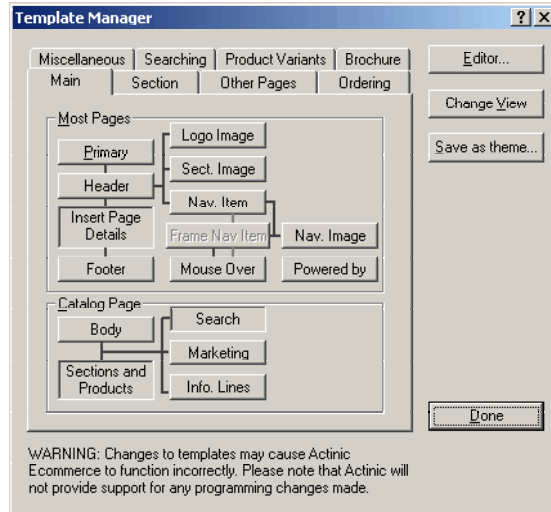 Template Manager
? X
Miscellaneous Searching Product Variants Brochure
Main Section Other Pages Ordering
Editor...
Change View
Save as theme...
Most Pages
Logo Image
Primary
Sect. Image
Header
Nav. Item
Insert Page
Details
Frame Nav Item
Nav. Image
Footer
Mouse Over
Powered by
Catalog Page
Search
Body
Marketing
Sections and
Products
Info. Lines
Done
WARNING: Changes to templates may cause Actinic
Ecommerce to function incorrectly. Please note that Actinic will
not provide support for any programming changes made.